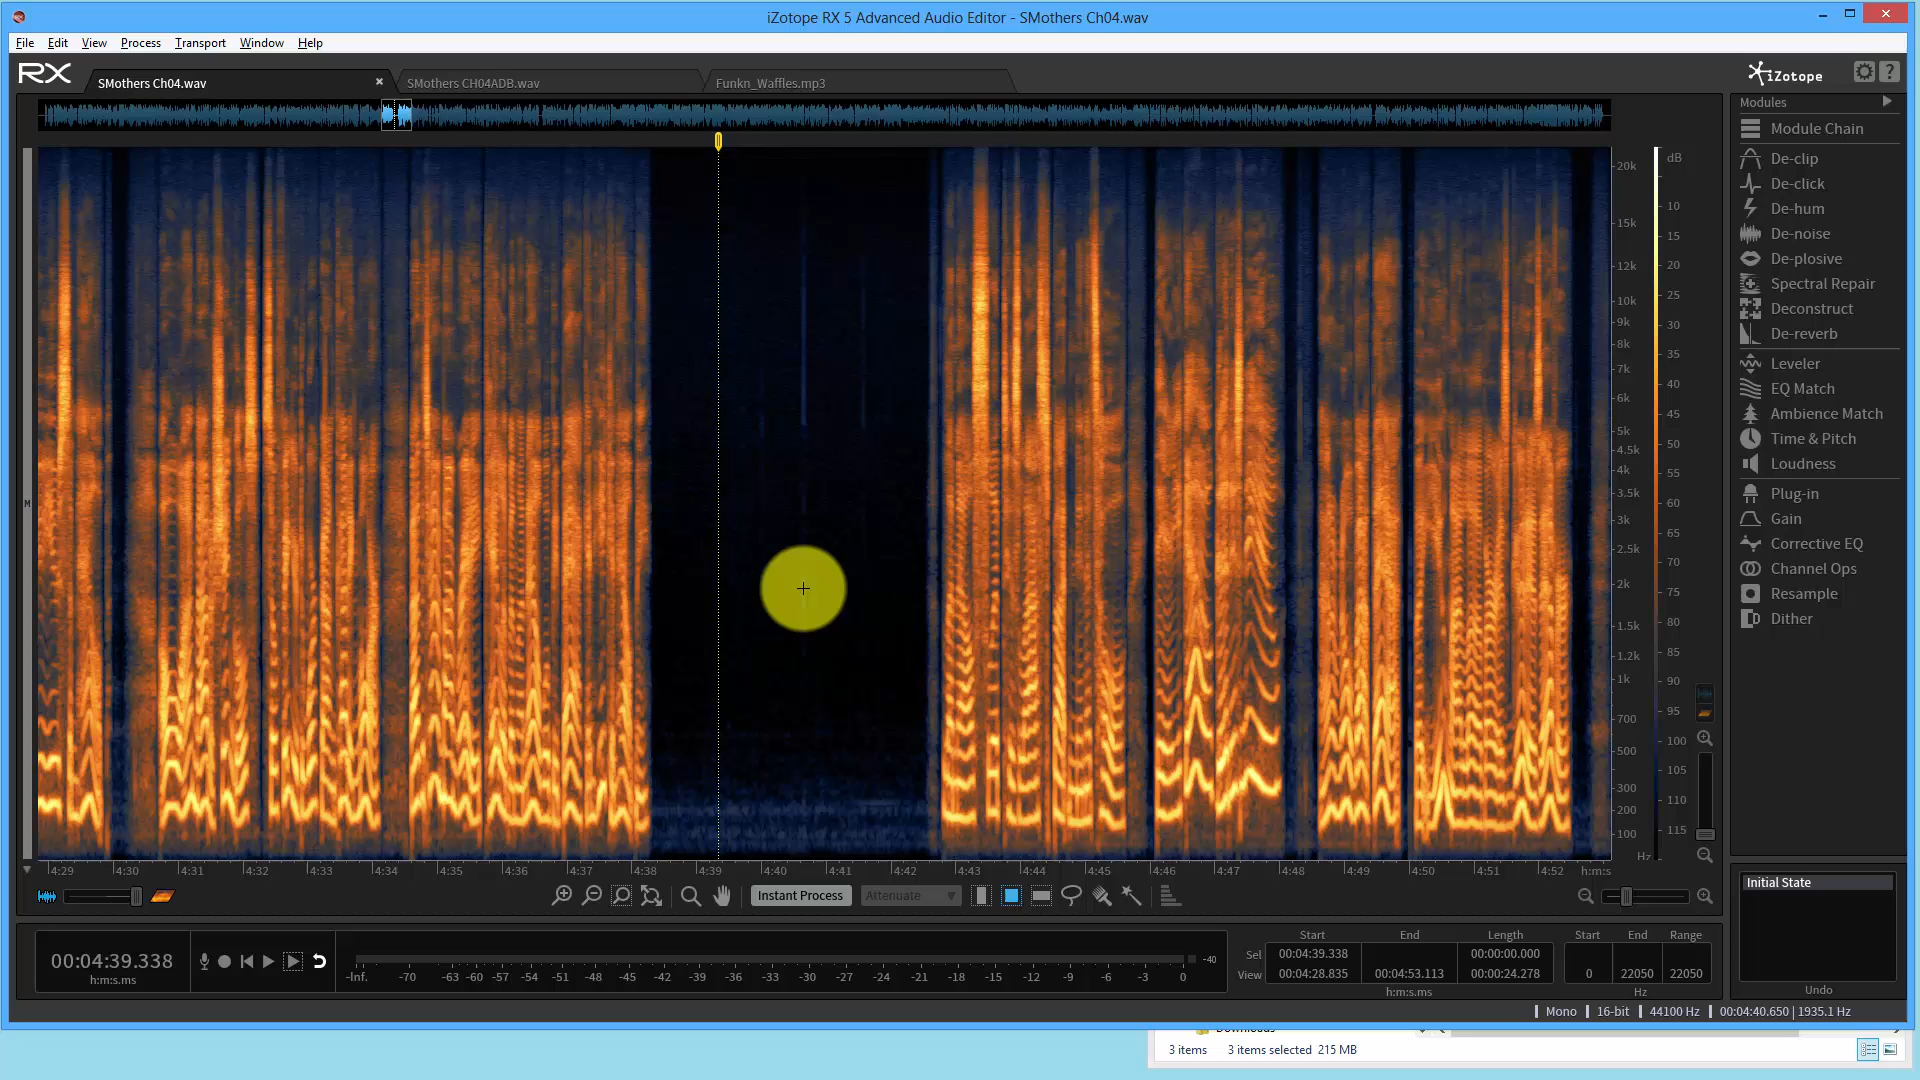 iZotope RX 5 Advanced Audio Editor - SMothers Ch04.wav
File Edit View Process Transport Window Help
RX
SMothers Ch04.wav
SMothers CH04ADB.wav
Funkn_Waffles.mp3
iZotope
?
Modules
Module Chain
De-clip
De-click
De-hum
De-noise
De-plosive
Spectral Repair
Deconstruct
De-reverb
Leveler
EQ Match
Ambience Match
Time & Pitch
Loudness
Plug-in
Gain
Corrective EQ
Channel Ops
Resample
Dither
20k
15k
12k
10k
9k
8k
7k
6k
5k
4.5k
4k
3.5k
3k
2.5k
2k
1.5k
1.2k
1k
700
500
300
200
100
Hz
dB
10
15
20
25
30
35
40
45
50
55
60
65
70
75
80
85
90
95
100
105
110
115
M
4:29 4:30 4:31 4:32 4:33 4:34 4:35 4:36 4:37 4:38 4:39 4:40 4:41 4:42 4:43 4:44 4:45 4:46 4:47 4:48 4:49 4:50 4:51 4:52 h:m:s
Instant Process
Attenuate
Initial State
Undo
00:04:39.338
h:m:s.ms
-Inf. -70 -63 -60 -57 -54 -51 -48 -45 -42 -39 -36 -33 -30 -27 -24 -21 -18 -15 -12 -9 -6 -3 0
-40
Start End Length Start End Range
Sel 00:04:39.338 00:00:00.000
View 00:04:28.835 00:04:53.113 00:00:24.278 0 22050 22050
h:m:s.ms Hz
Mono 16-bit 44100 Hz 00:04:40.650 | 1935.1 Hz
Downloads
3 items 3 items selected 215 MB